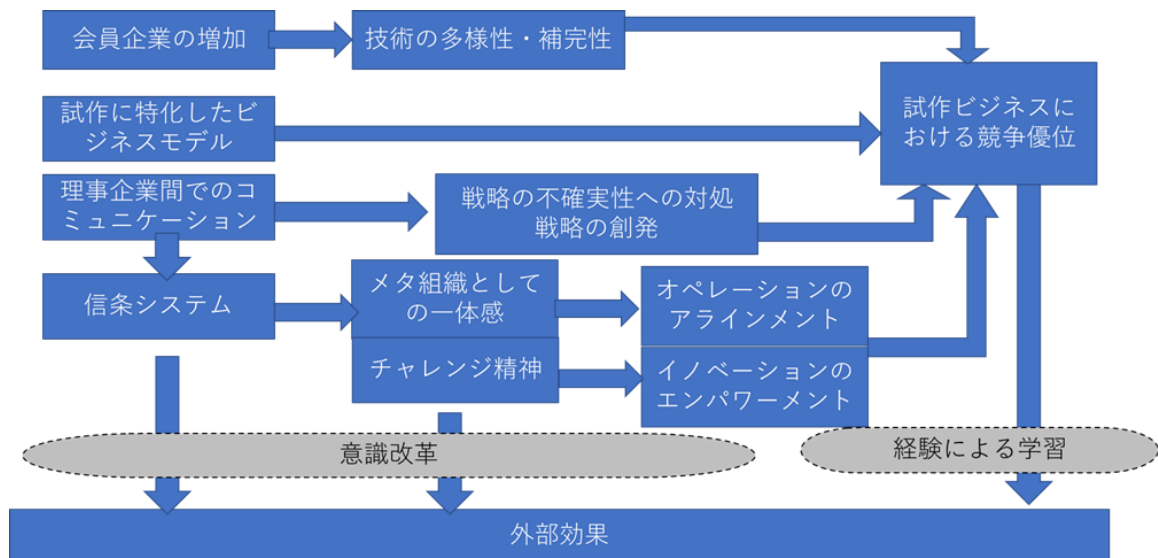 会員企業の増加
技術の多様性・補完性
試作ビジネスに
おける競争優位
試作に特化したビ
ジネスモデル
理事企業間でのコ
ミュニケーション
戦略の不確実性への対処
戦略の創発
信条システム
メタ組織として
の一体感
オペレーションの
アラインメント
チャレンジ精神
イノベーションの
エンパワーメント
意識改革
経験による学習
外部効果